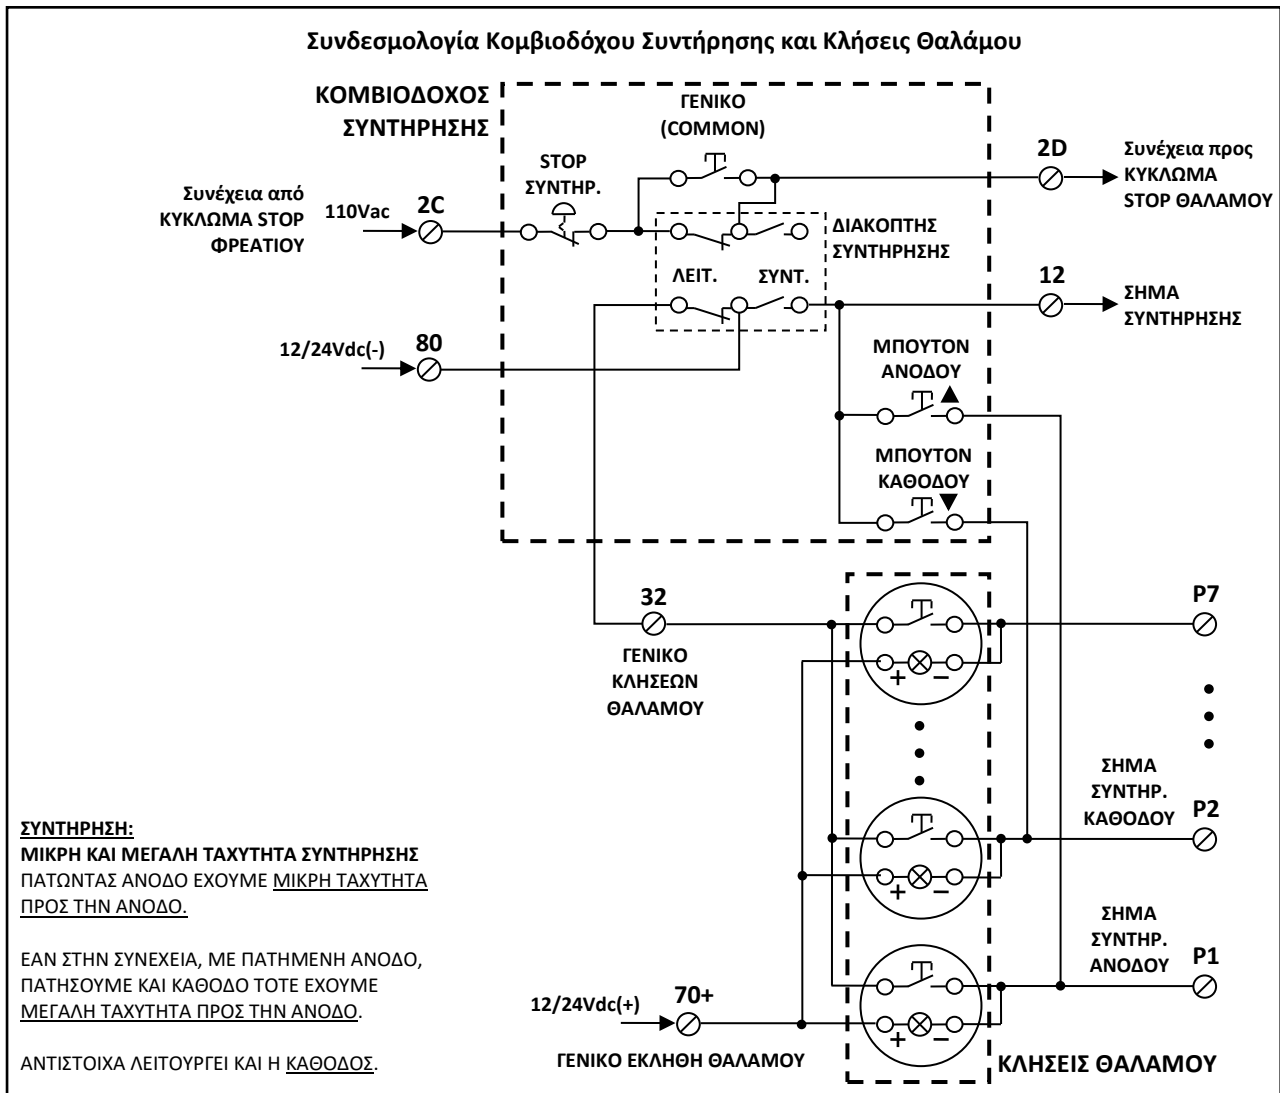 Συνδεσμολογία Κομβιοδόχου Συντήρησης και Κλήσεις Θαλάμου
ΚΟΜΒΙΟΔΟΧΟΣ
ΣΥΝΤΗΡΗΣΗΣ
ΓΕΝΙΚΟ
(COMMON)
STOP
ΣΥΝΤΗΡ.
2D
Συνέχεια προς
ΚΥΚΛΩΜΑ
STOP ΘΑΛΑΜΟΥ
Συνέχεια από
ΚΥΚΛΩΜΑ STOP
ΦΡΕΑΤΙΟΥ
110Vac
2C
ΔΙΑΚΟΠΤΗΣ
ΣΥΝΤΗΡΗΣΗΣ
ΛΕΙΤ.
ΣΥΝΤ.
12
ΣΗΜΑ
ΣΥΝΤΗΡΗΣΗΣ
12/24Vdc(-)
80
ΜΠΟΥΤΟΝ
ΑΝΟΔΟΥ
ΜΠΟΥΤΟΝ
ΚΑΘΟΔΟΥ
32
ΓΕΝΙΚΟ
ΚΛΗΣΕΩΝ
ΘΑΛΑΜΟΥ
P7
+ −
ΣΗΜΑ
ΣΥΝΤΗΡ.
ΚΑΘΟΔΟΥ
P2
+ −
ΣΗΜΑ
ΣΥΝΤΗΡ.
ΑΝΟΔΟΥ
P1
+ −
12/24Vdc(+)
70+
ΓΕΝΙΚΟ ΕΚΛΗΘΗ ΘΑΛΑΜΟΥ
ΚΛΗΣΕΙΣ ΘΑΛΑΜΟΥ
ΣΥΝΤΗΡΗΣΗ:
ΜΙΚΡΗ ΚΑΙ ΜΕΓΑΛΗ ΤΑΧΥΤΗΤΑ ΣΥΝΤΗΡΗΣΗΣ
ΠΑΤΩΝΤΑΣ ΑΝΟΔΟ ΕΧΟΥΜΕ ΜΙΚΡΗ ΤΑΧΥΤΗΤΑ
ΠΡΟΣ ΤΗΝ ΑΝΟΔΟ.
ΕΑΝ ΣΤΗΝ ΣΥΝΕΧΕΙΑ, ΜΕ ΠΑΤΗΜΕΝΗ ΑΝΟΔΟ,
ΠΑΤΗΣΟΥΜΕ ΚΑΙ ΚΑΘΟΔΟ ΤΟΤΕ ΕΧΟΥΜΕ
ΜΕΓΑΛΗ ΤΑΧΥΤΗΤΑ ΠΡΟΣ ΤΗΝ ΑΝΟΔΟ.
ΑΝΤΙΣΤΟΙΧΑ ΛΕΙΤΟΥΡΓΕΙ ΚΑΙ Η ΚΑΘΟΔΟΣ.